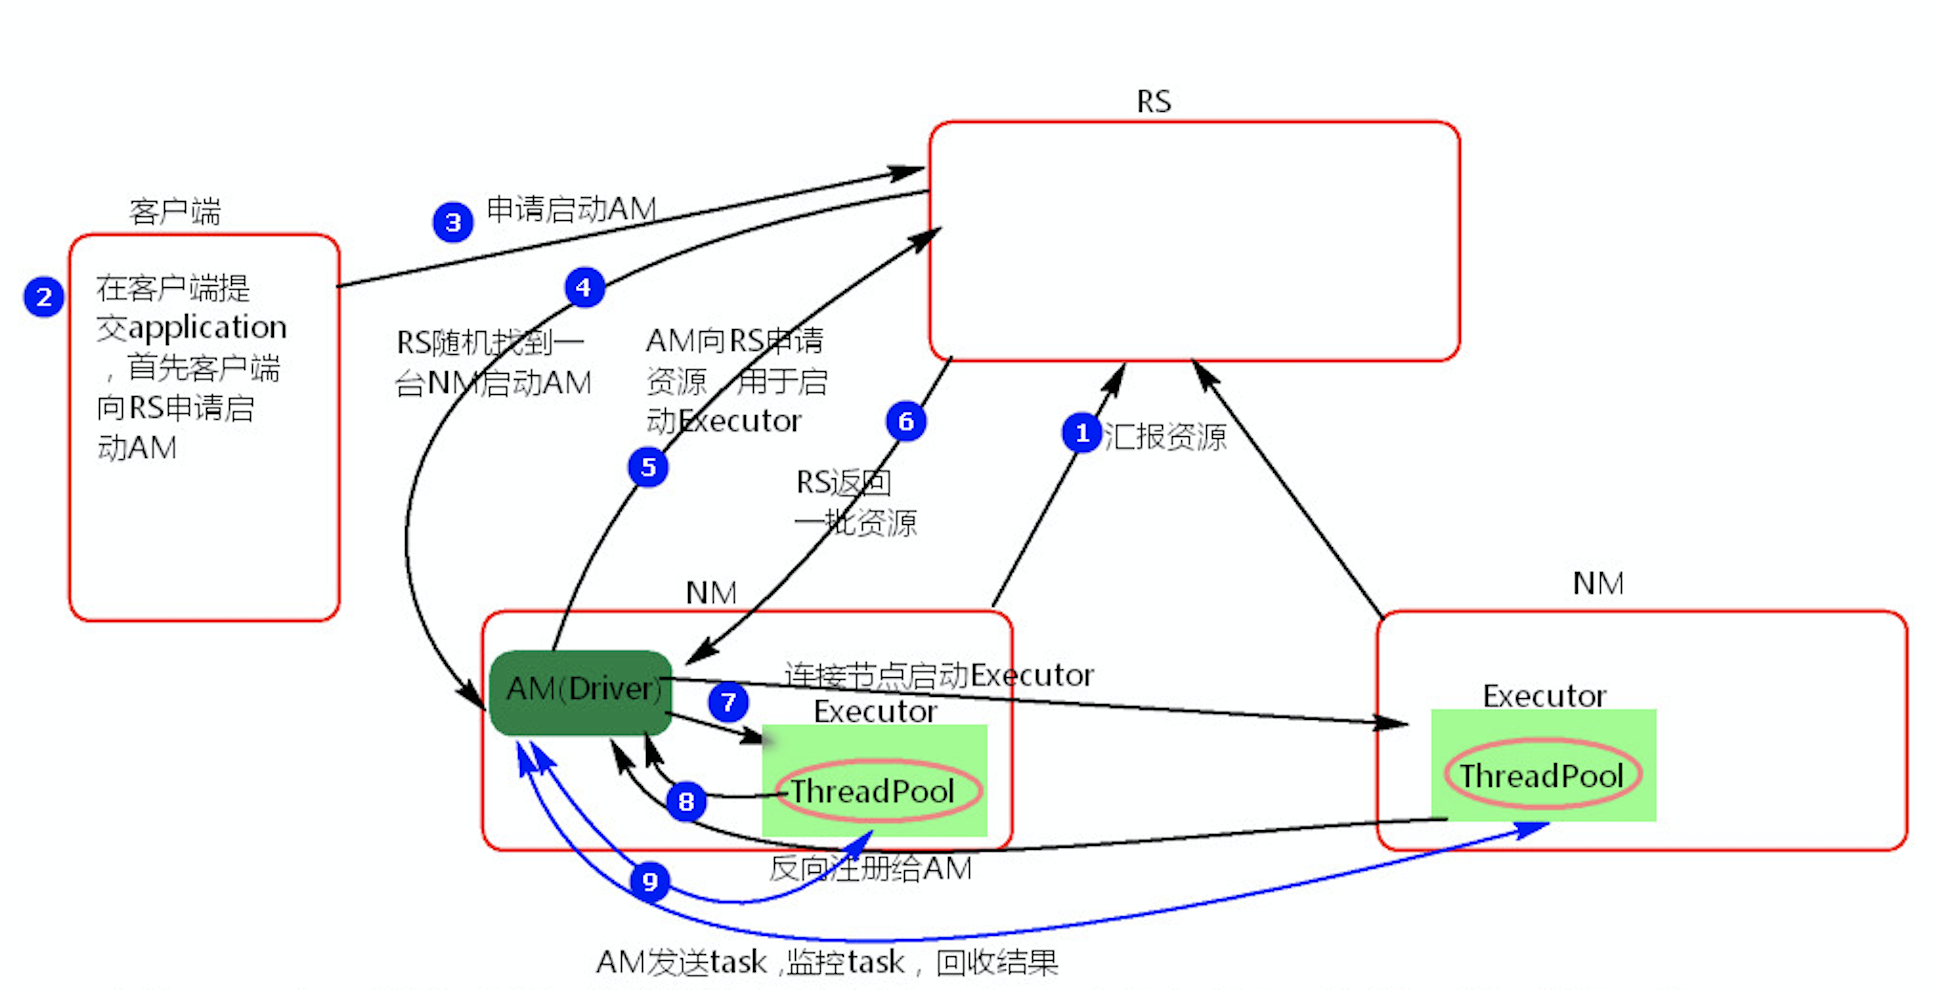 RS
客户端
3
申请启动AM
2
在客户端提
交application
，首先客户端
向RS申请启
动AM
4
RS随机找到一
台NM启动AM
AM向RS申请
资源　用于启
动Executor
5
6
RS返回
一批资源
1
汇报资源
NM
NM
AM(Driver)
连接节点启动Executor
7
Executor
ThreadPool
Executor
ThreadPool
8
反向注册给AM
9
AM发送task ,监控task，回收结果